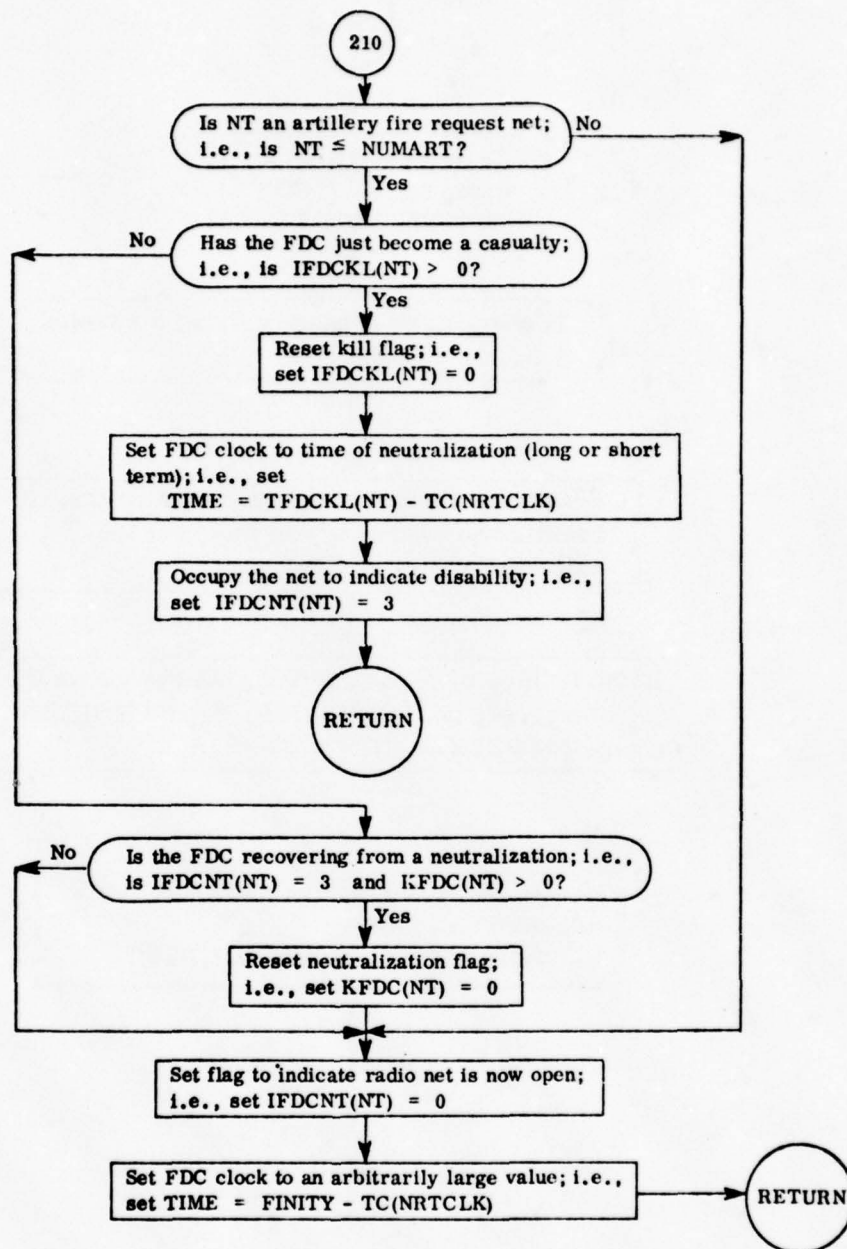 210
Is NT an artillery fire request net;
i.e., is NT ≦ NUMART?
No
Yes
No
Has the FDC just become a casualty;
i.e., is IFDCKL(NT) > 0?
Yes
Reset kill flag; i.e.,
set IFDCKL(NT) = 0
Set FDC clock to time of neutralization (long or short
term); i.e., set
TIME = TFDCKL(NT) - TC(NRTCLK)
Occupy the net to indicate disability; i.e.,
set IFDCNT(NT) = 3
RETURN
No
Is the FDC recovering from a neutralization; i.e.,
is IFDCNT(NT) = 3 and KFDC(NT) > 0?
Yes
Reset neutralization flag;
i.e., set KFDC(NT) = 0
Set flag to indicate radio net is now open;
i.e., set IFDCNT(NT) = 0
Set FDC clock to an arbitrarily large value; i.e.,
set TIME = FINITY - TC(NRTCLK)
RETURN